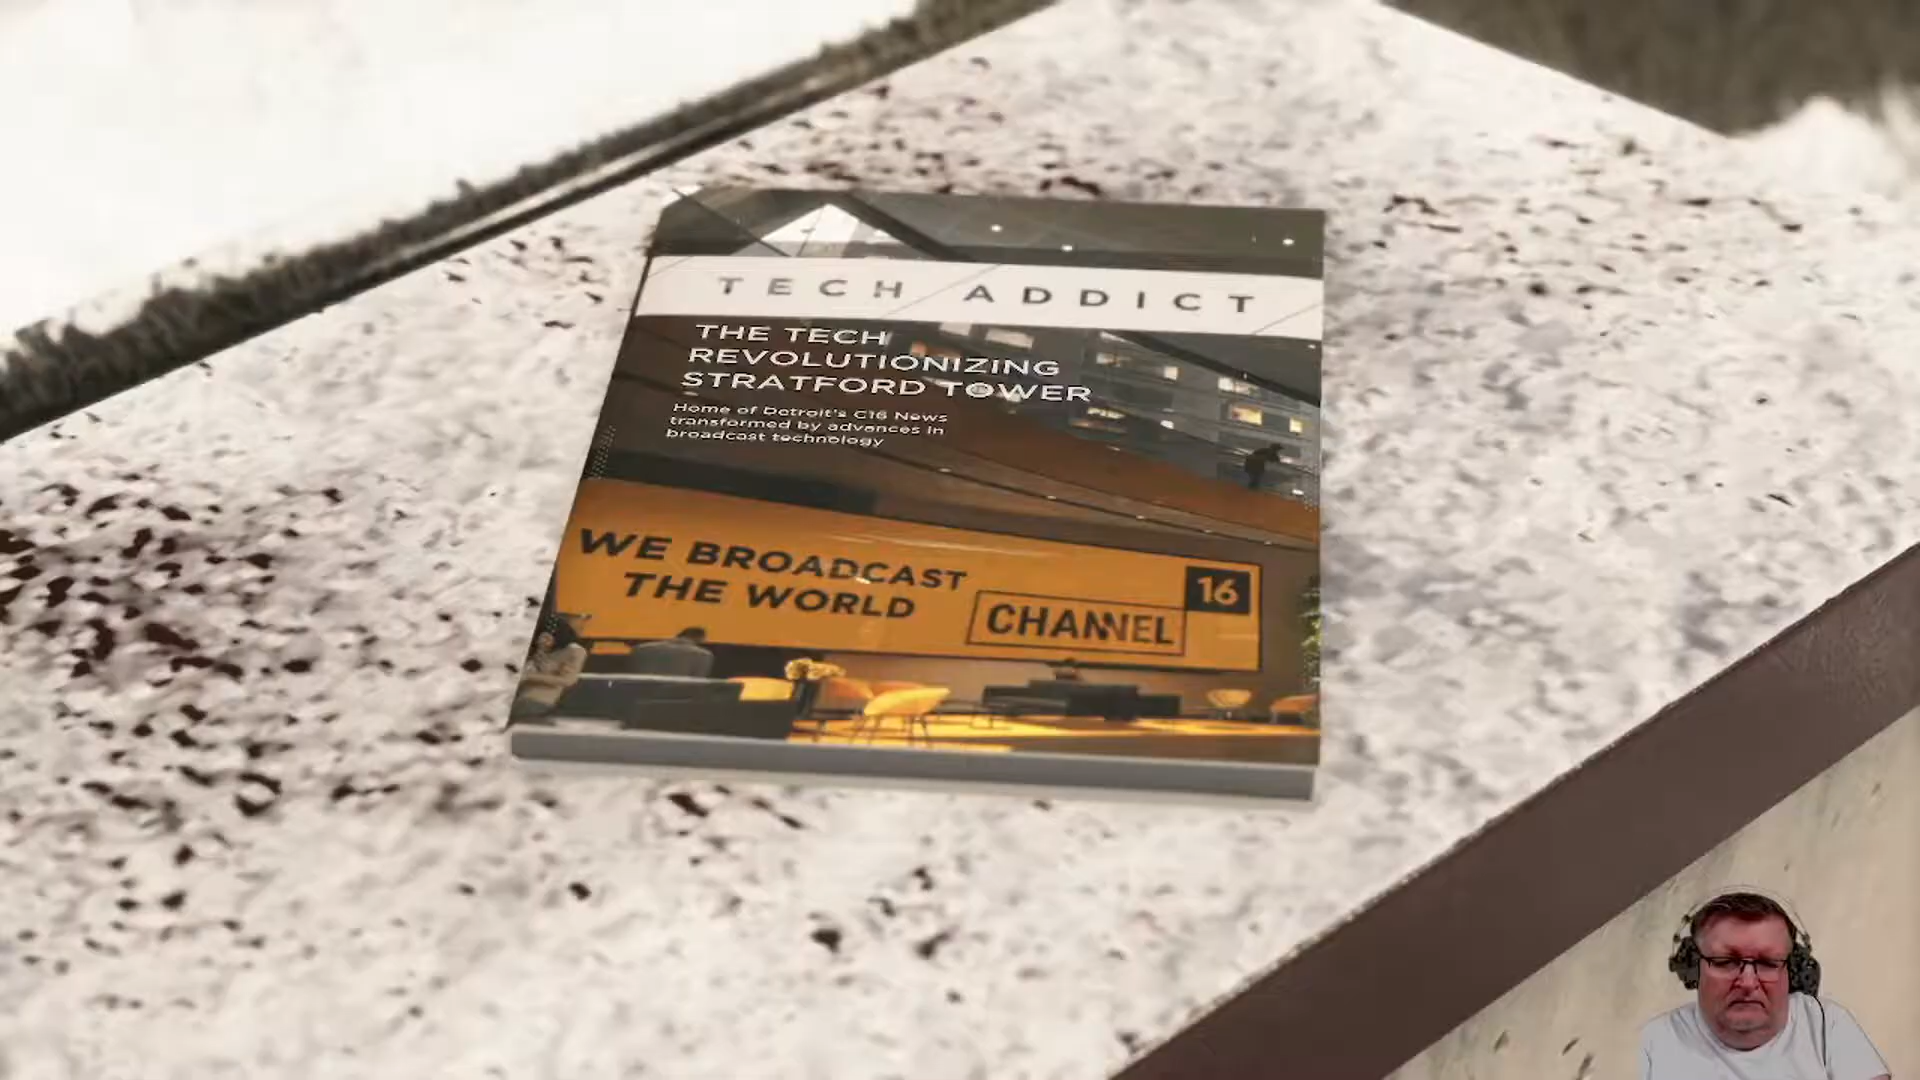 TECH ADDICT
THE TECH
REVOLUTIONIZING
STRATFORD TOWER
Home of Detroit's C16 News
transformed by advances in
broadcast technology
WE BROADCAST
THE WORLD
CHANNEL
16